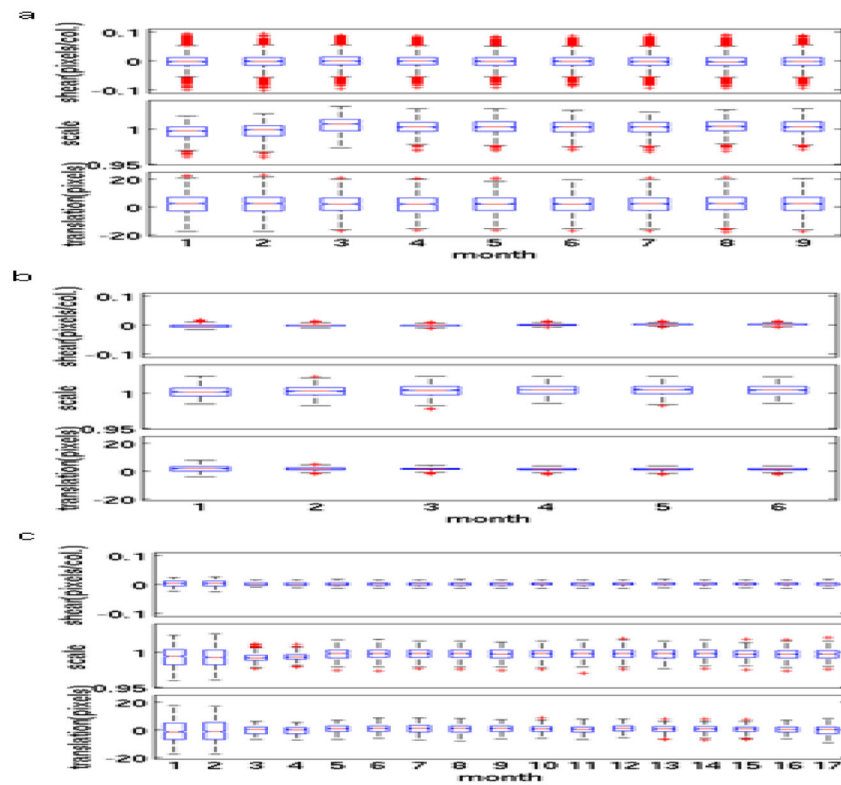 a
shear(pixels/col.)
0.1
0
-0.1
scale
1
0.95
translation(pixels)
20
0
-20
1 2 3 4 5 6 7 8 9
month
b
shear(pixels/col.)
0.1
0
-0.1
scale
1
0.95
translation(pixels)
20
0
-20
1 2 3 4 5 6
month
c
shear(pixels/col.)
0.1
0
-0.1
scale
1
0.95
translation(pixels)
20
0
-20
1 2 3 4 5 6 7 8 9 10 11 12 13 14 15 16 17
month